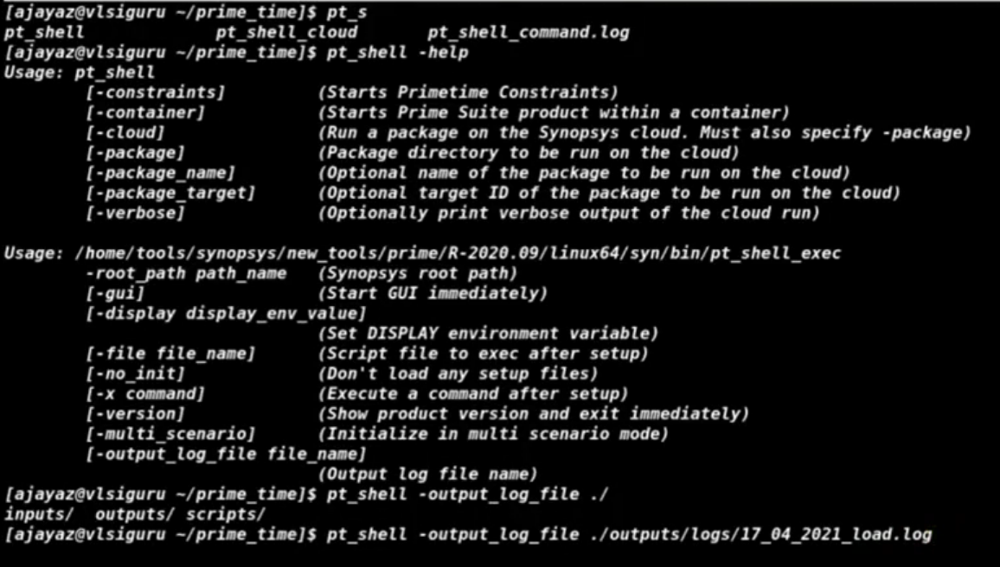 [ajayaz@vlsiguru ~/prime_time]$ pt_s
pt_shell pt_shell_cloud pt_shell_command.log
[ajayaz@vlsiguru ~/prime_time]$ pt_shell -help
Usage: pt_shell
[-constraints] (Starts Primetime Constraints)
[-container] (Starts Prime Suite product within a container)
[-cloud] (Run a package on the Synopsys cloud. Must also specify -package)
[-package] (Package directory to be run on the cloud)
[-package_name] (Optional name of the package to be run on the cloud)
[-package_target] (Optional target ID of the package to be run on the cloud)
[-verbose] (Optionally print verbose output of the cloud run)
Usage: /home/tools/synopsys/new_tools/prime/R-2020.09/linux64/syn/bin/pt_shell_exec
-root_path path_name (Synopsys root path)
[-gui] (Start GUI immediately)
[-display display_env_value]
(Set DISPLAY environment variable)
[-file file_name] (Script file to exec after setup)
[-no_init] (Don't load any setup files)
[-x command] (Execute a command after setup)
[-version] (Show product version and exit immediately)
[-multi_scenario] (Initialize in multi scenario mode)
[-output_log_file file_name]
(Output log file name)
[ajayaz@vlsiguru ~/prime_time]$ pt_shell -output_log_file ./
inputs/ outputs/ scripts/
[ajayaz@vlsiguru ~/prime_time]$ pt_shell -output_log_file ./outputs/logs/17_04_2021_load.log